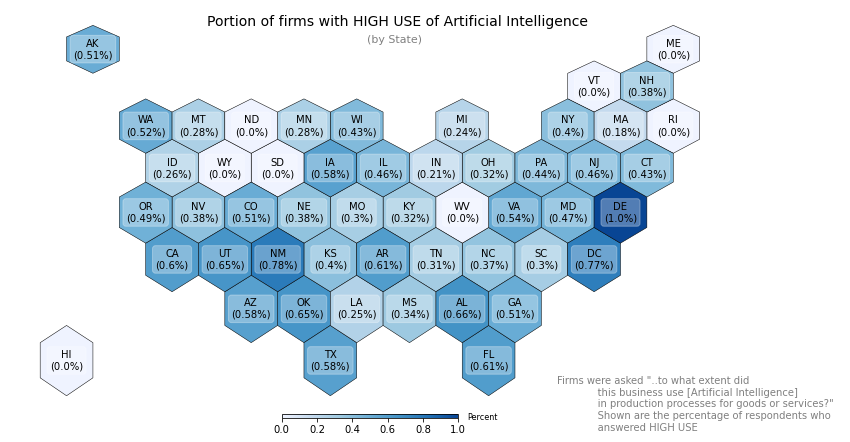 Portion of firms with HIGH USE of Artificial Intelligence
(by State)
AK
(0.51%)
ME
(0.0%)
VT
(0.0%)
NH
(0.38%)
WA
(0.52%)
MT
(0.28%)
ND
(0.0%)
MN
(0.28%)
WI
(0.43%)
MI
(0.24%)
NY
(0.4%)
MA
(0.18%)
RI
(0.0%)
ID
(0.26%)
WY
(0.0%)
SD
(0.0%)
IA
(0.58%)
IL
(0.46%)
IN
(0.21%)
OH
(0.32%)
PA
(0.44%)
NJ
(0.46%)
CT
(0.43%)
OR
(0.49%)
NV
(0.38%)
CO
(0.51%)
NE
(0.38%)
MO
(0.3%)
KY
(0.32%)
WV
(0.0%)
VA
(0.54%)
MD
(0.47%)
DE
(1.0%)
CA
(0.6%)
UT
(0.65%)
NM
(0.78%)
KS
(0.4%)
AR
(0.61%)
TN
(0.31%)
NC
(0.37%)
SC
(0.3%)
DC
(0.77%)
AZ
(0.58%)
OK
(0.65%)
LA
(0.25%)
MS
(0.34%)
AL
(0.66%)
GA
(0.51%)
HI
(0.0%)
TX
(0.58%)
FL
(0.61%)
Firms were asked "..to what extent did
this business use [Artificial Intelligence]
in production processes for goods or services?"
Shown are the percentage of respondents who
answered HIGH USE
Percent
0.0 0.2 0.4 0.6 0.8 1.0